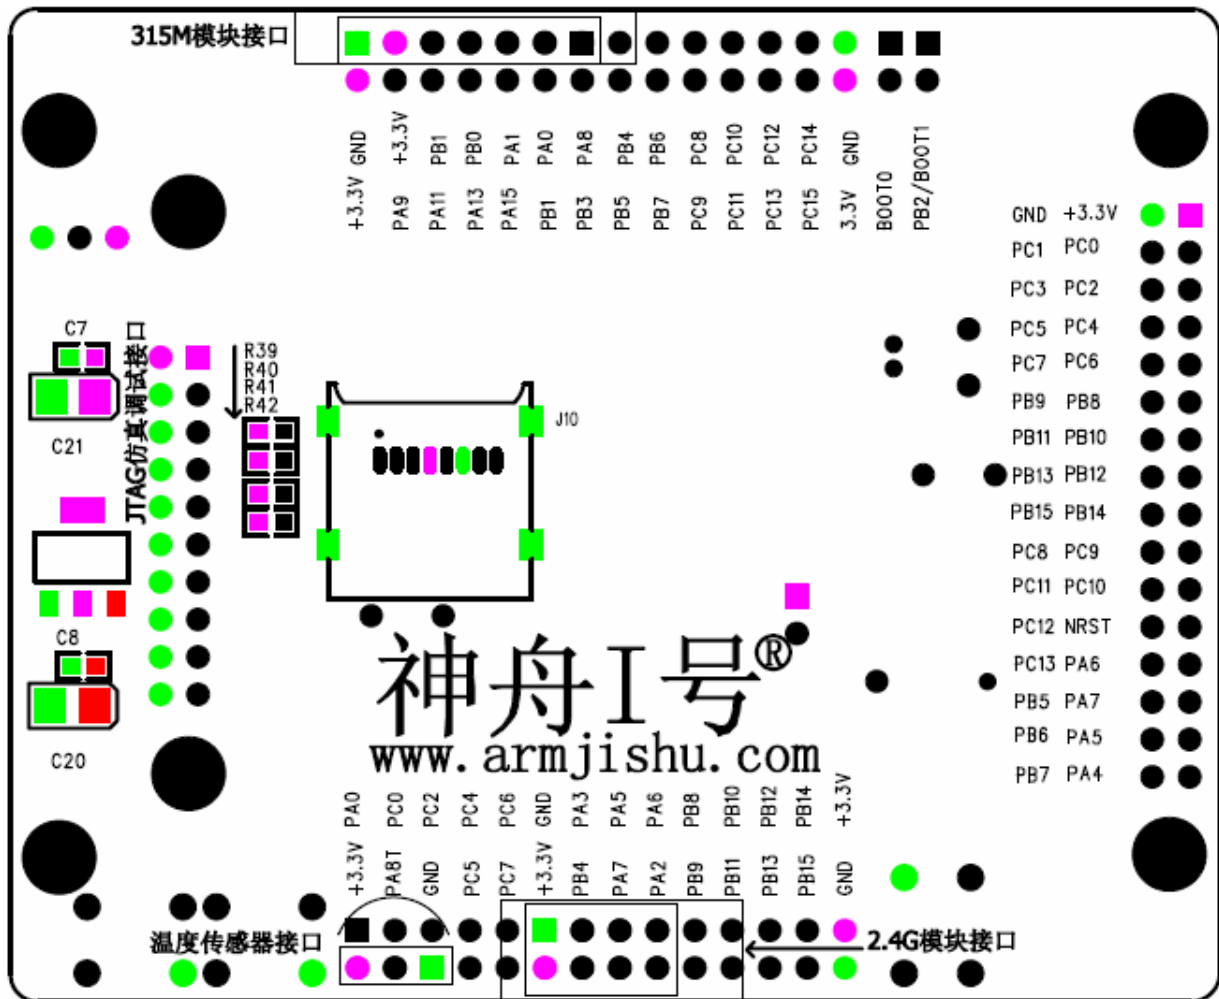 315M模块接口
GND +3.3V PB1 PB0 PA1 PA0 PA8 PB4 PB6 PC8 PC10 PC12 PC14 GND
+3.3V PA9 PA11 PA13 PA15 PB1 PB3 PB5 PB7 PC9 PC11 PC13 PC15 3.3V BOOT0 PB2/BOOT1
GND +3.3V
PC1 PC0
PC3 PC2
PC5 PC4
PC7 PC6
PB9 PB8
PB11 PB10
PB13 PB12
PB15 PB14
PC8 PC9
PC11 PC10
PC12 NRST
PC13 PA6
PB5 PA7
PB6 PA5
PB7 PA4
C7
C21
JTAG仿真调试接口
R39
R40
R41
R42
J10
C8
C20
神舟I号®
www.armjishu.com
PA0 PC0 PC2 PC4 PC6 GND PA3 PA5 PA6 PB8 PB10 PB12 PB14 +3.3V
+3.3V PA8T GND PC5 PC7 +3.3V PB4 PA7 PA2 PB9 PB11 PB13 PB15 GND
温度传感器接口
2.4G模块接口